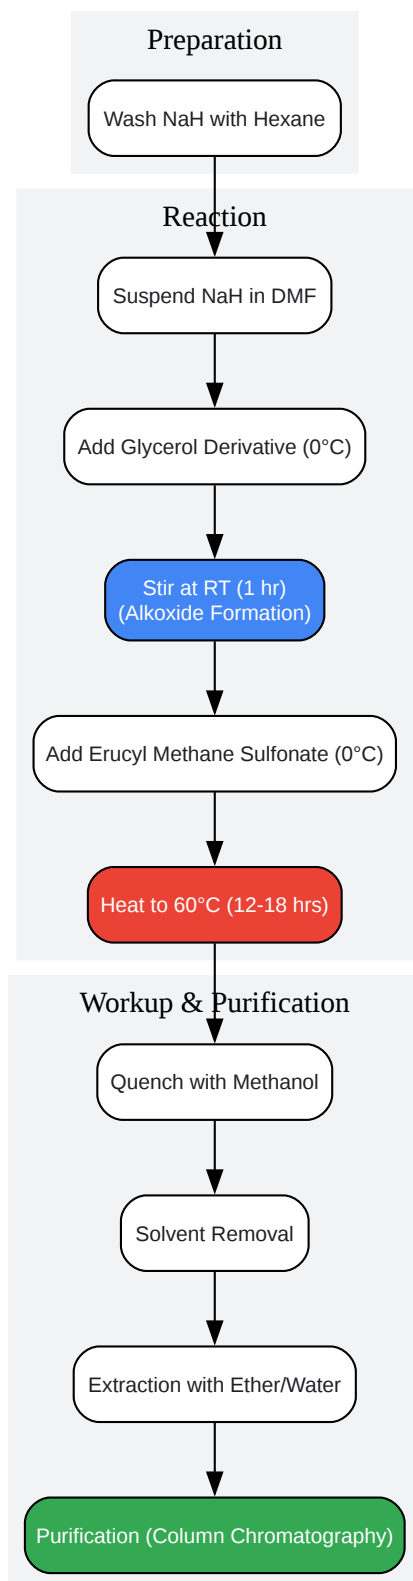 Preparation
Wash NaH with Hexane
Reaction
Suspend NaH in DMF
Add Glycerol Derivative (0°C)
Stir at RT (1 hr)
(Alkoxide Formation)
Add Erucyl Methane Sulfonate (0°C)
Heat to 60°C (12-18 hrs)
Workup & Purification
Quench with Methanol
Solvent Removal
Extraction with Ether/Water
Purification (Column Chromatography)